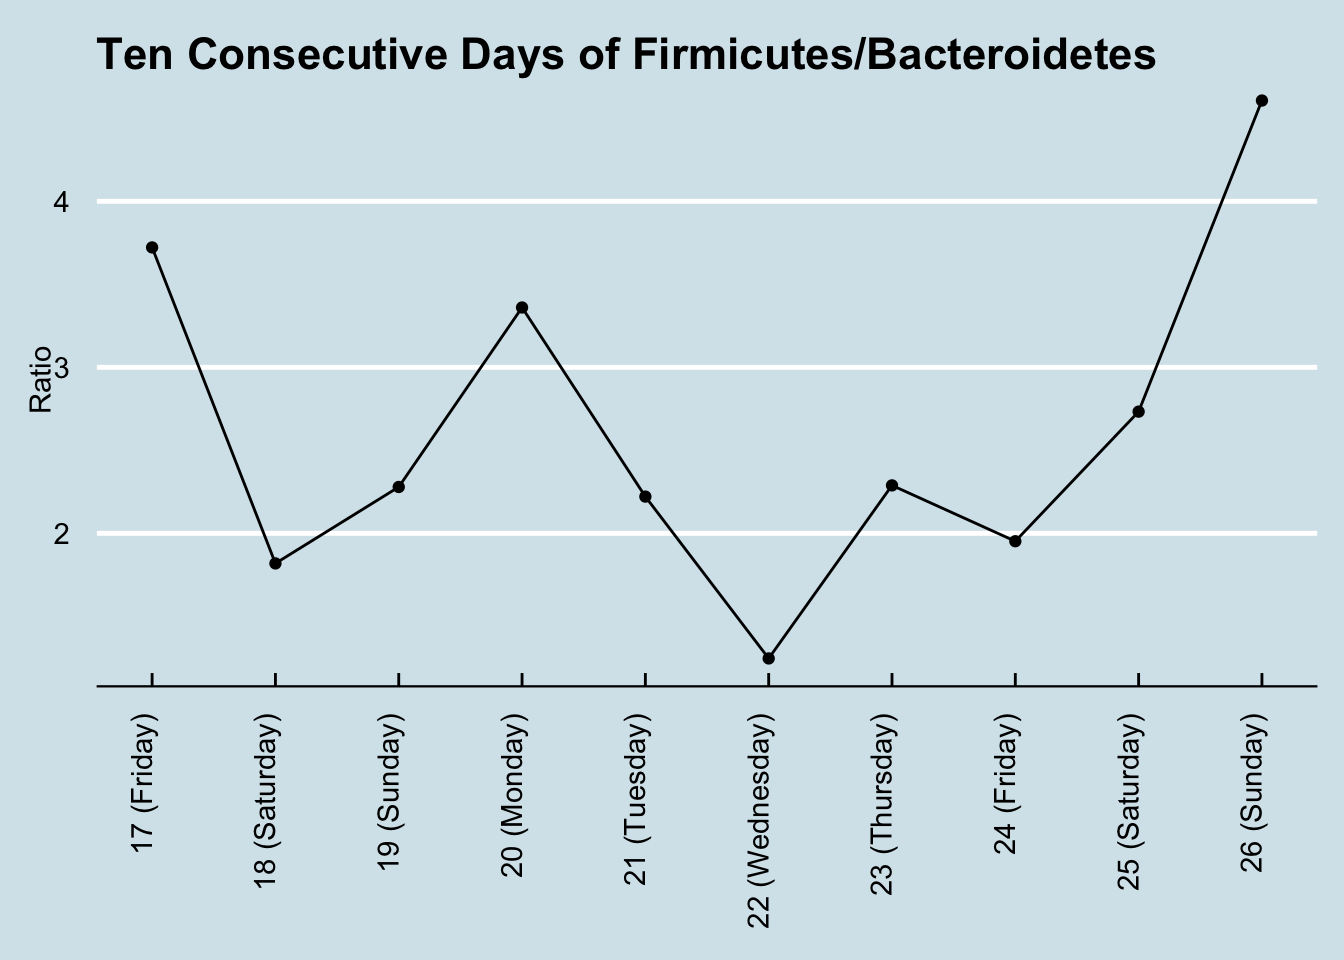 Ten Consecutive Days of Firmicutes/Bacteroidetes
4
3
2
Ratio
17 (Friday)
18 (Saturday)
19 (Sunday)
20 (Monday)
21 (Tuesday)
22 (Wednesday)
23 (Thursday)
24 (Friday)
25 (Saturday)
26 (Sunday)